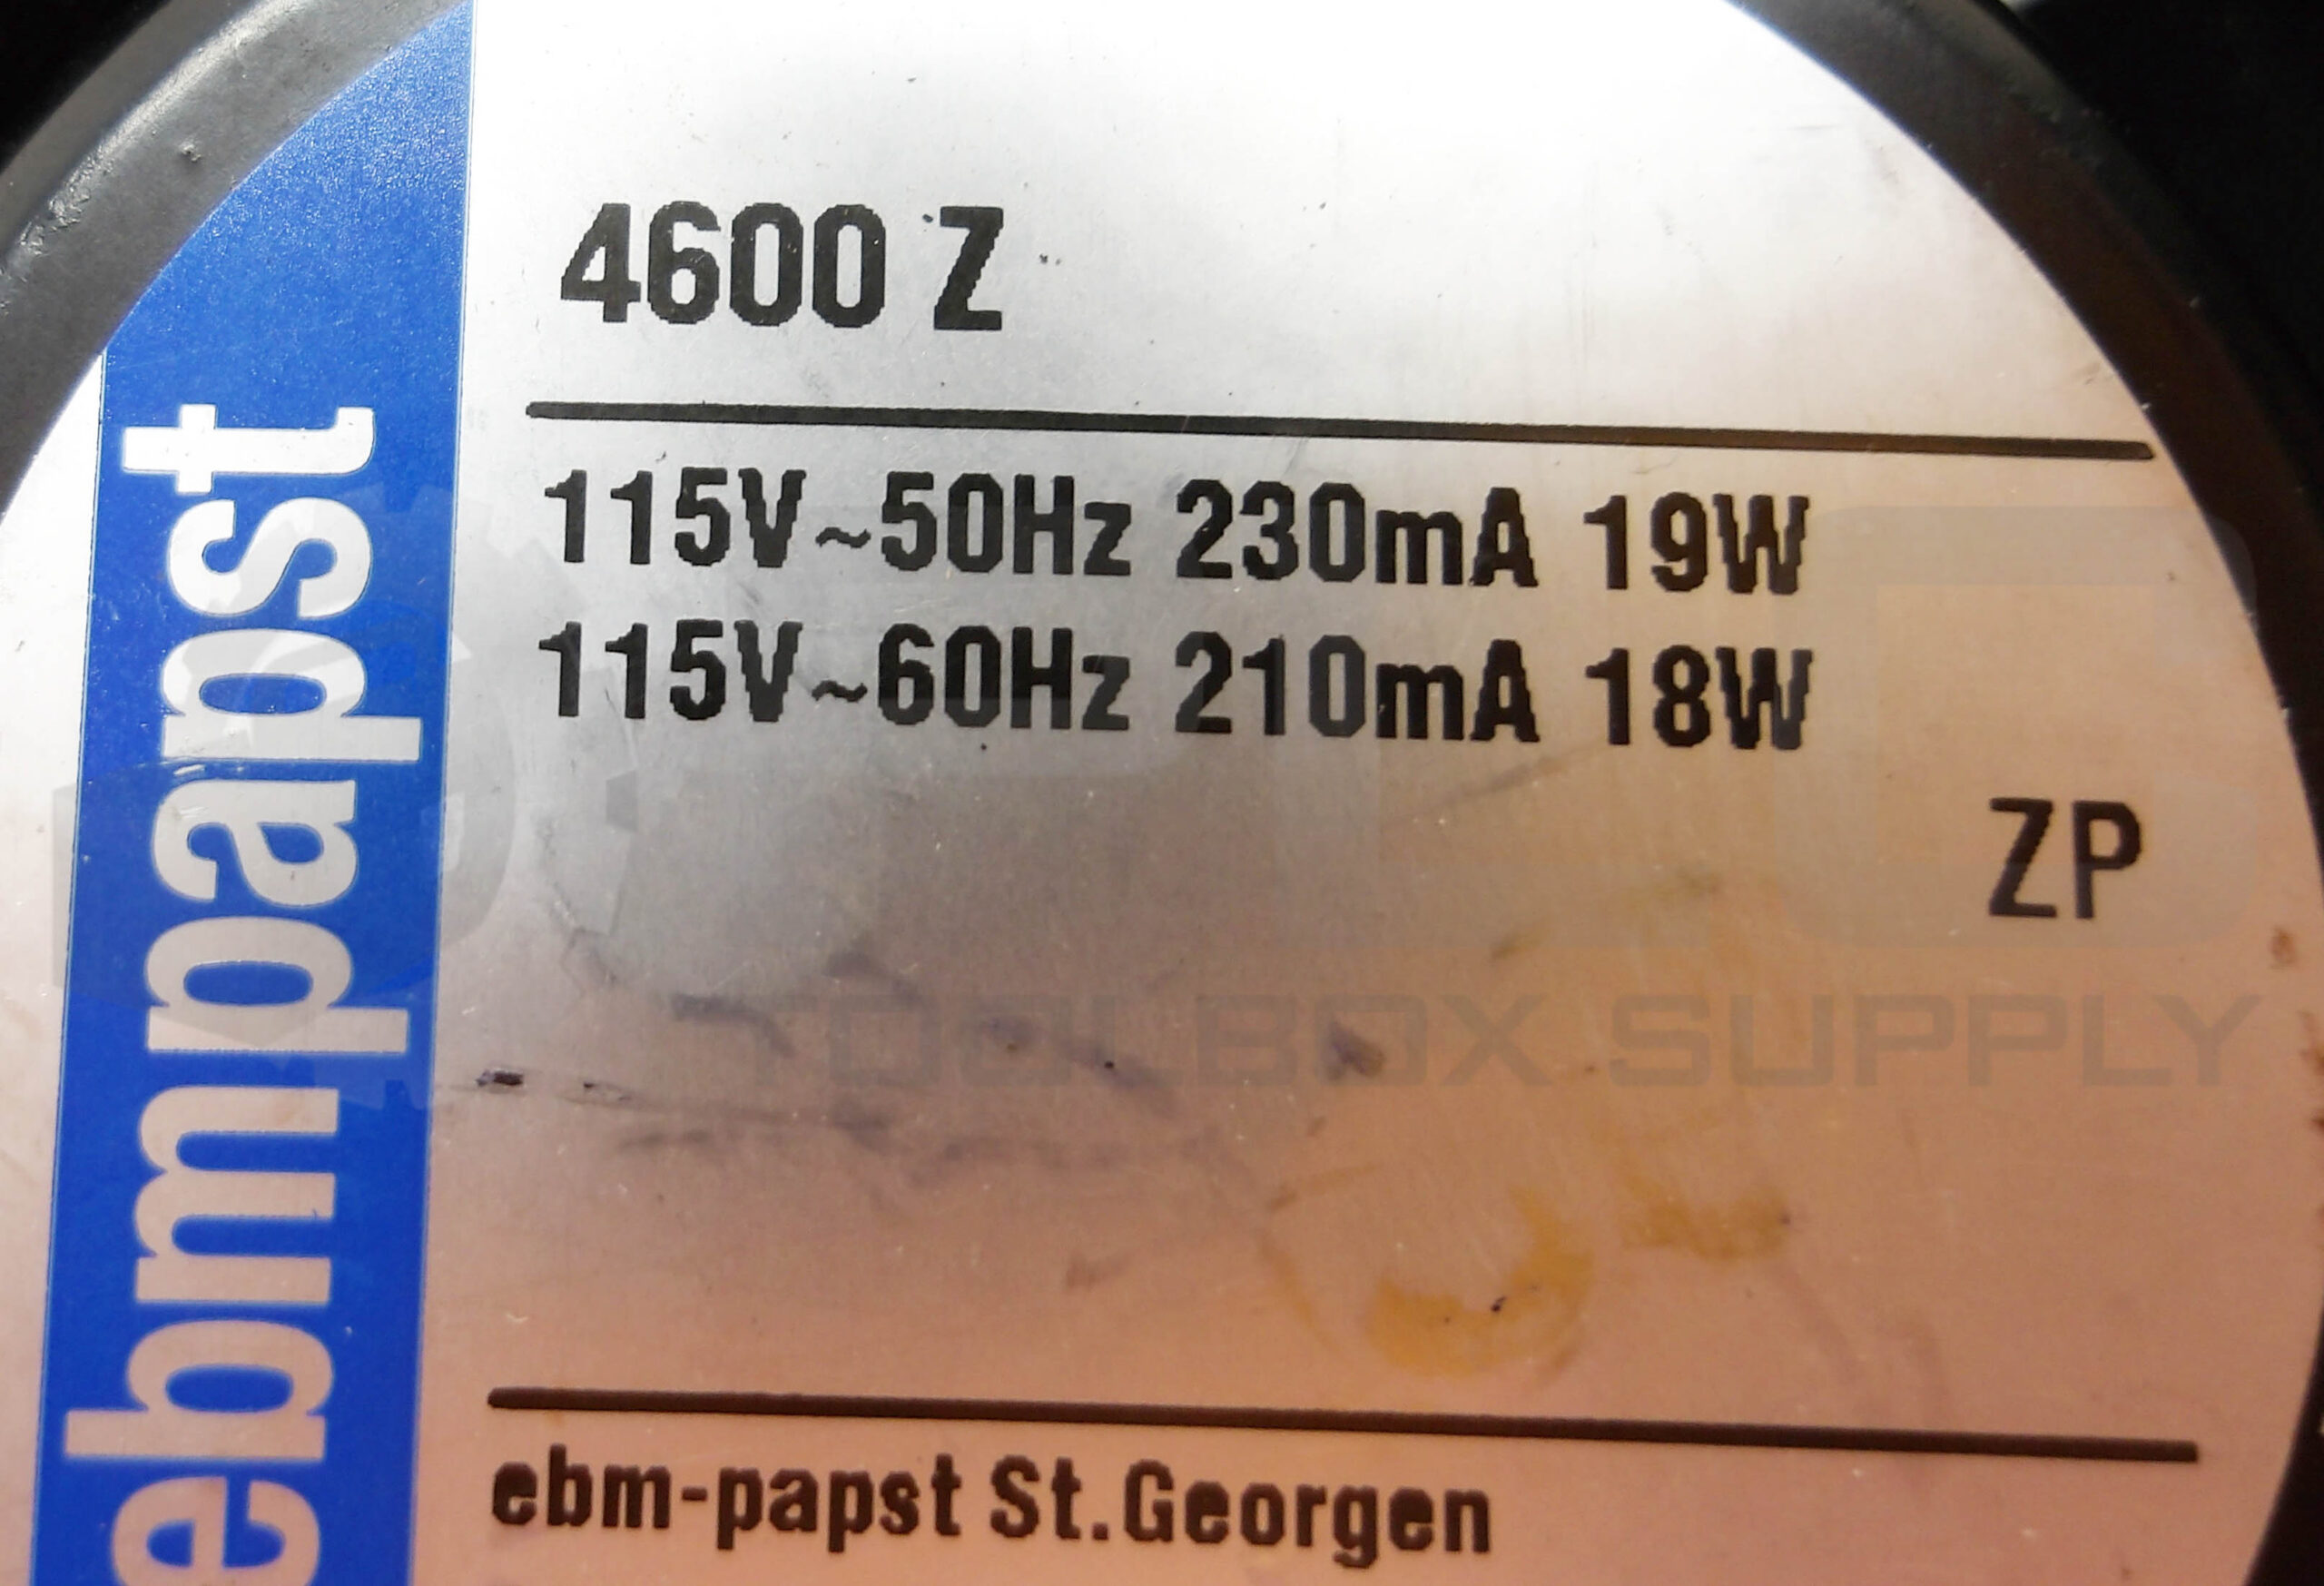 ebmpapst
4600 Z
115V~50Hz 230mA 19W
115V~60Hz 210mA 18W
ZP
TOOLBOX SUPPLY
ebm-papst St.Georgen